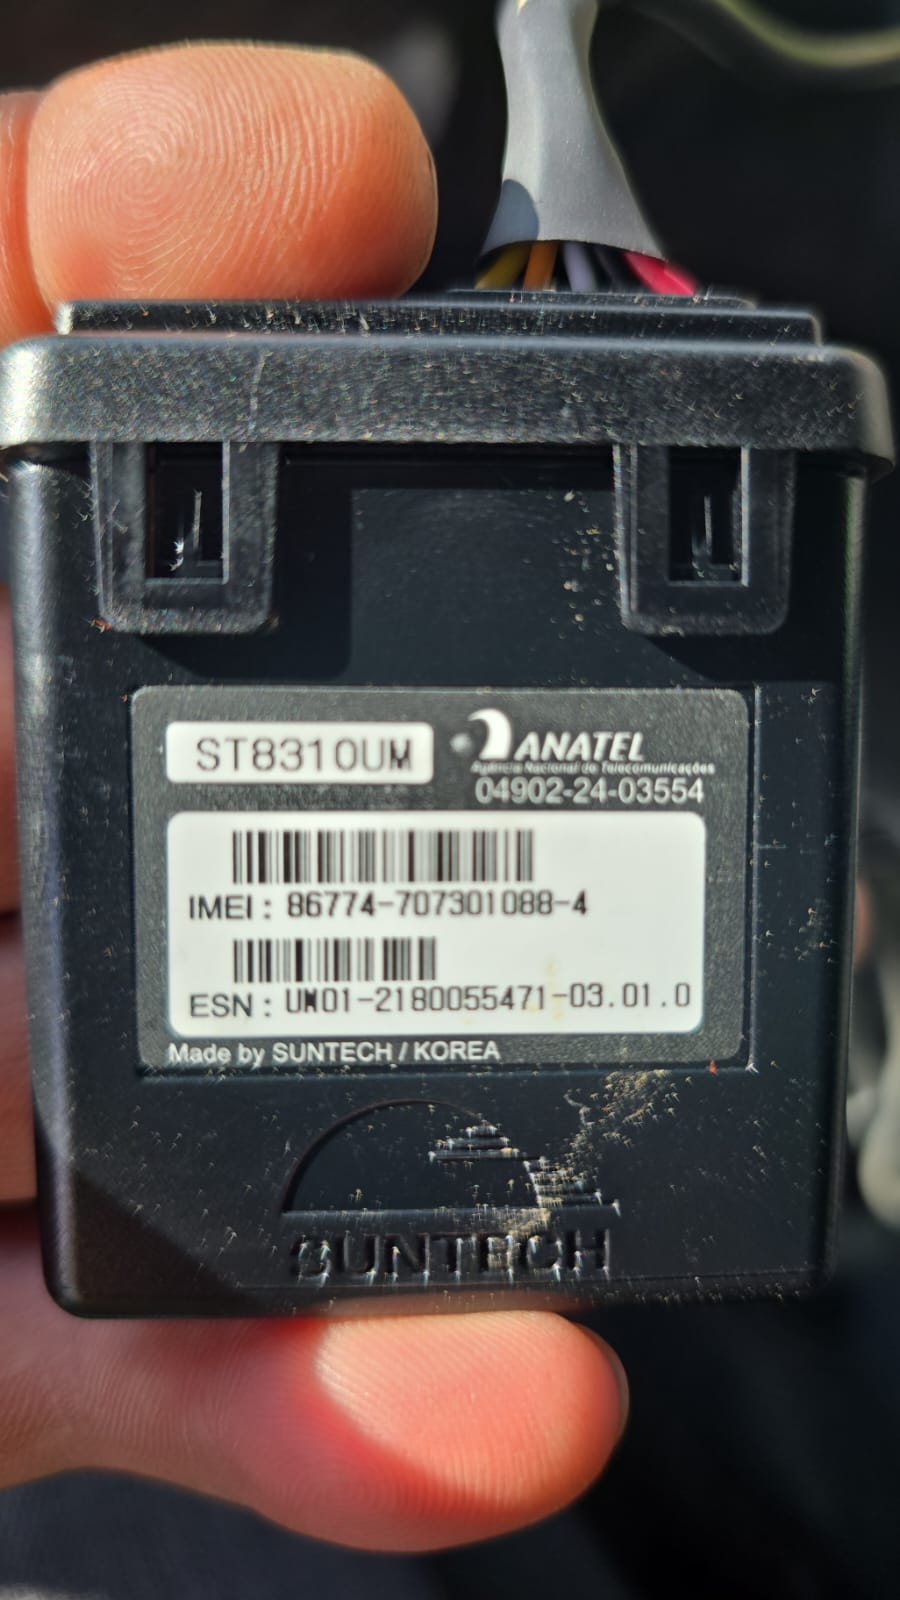 ST8310UM
ANATEL
Agência Nacional de Telecomunicações
04902-24-03554
IMEI : 86774-707301088-4
ESN : UW01-2180055471-03.01.0
Made by SUNTECH / KOREA
SUNTECH